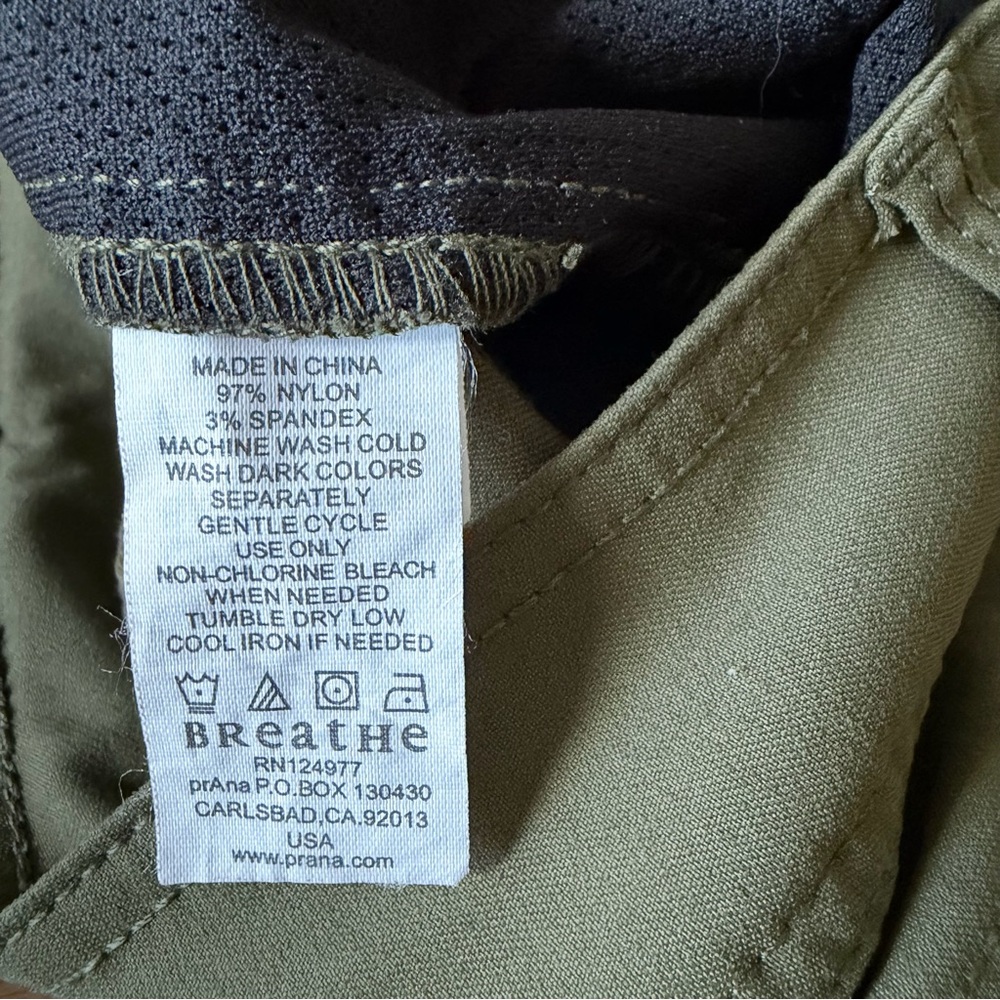 MADE IN CHINA
97% NYLON
3% SPANDEX
MACHINE WASH COLD
WASH DARK COLORS
SEPARATELY
GENTLE CYCLE
USE ONLY
NON-CHLORINE BLEACH
WHEN NEEDED
TUMBLE DRY LOW
COOL IRON IF NEEDED
BReatHe
RN124977
prAna P.O.BOX 130430
CARLSBAD,CA.92013
USA
www.prana.com